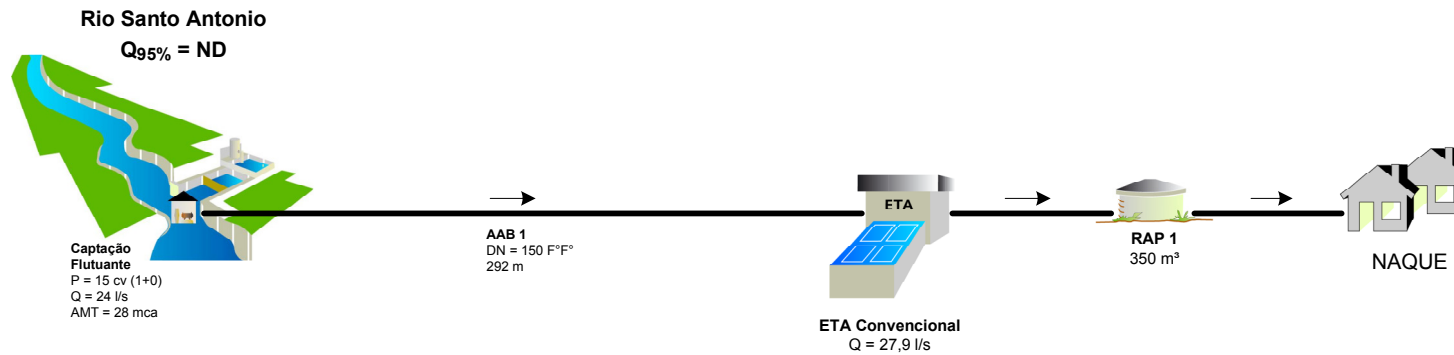 Rio Santo Antonio
Q95% = ND
Captação
Flutuante
P = 15 cv (1+0)
Q = 24 l/s
AMT = 28 mca
AAB 1
DN = 150 F°F°
292 m
ETA
ETA Convencional
Q = 27,9 l/s
RAP 1
350 m³
NAQUE